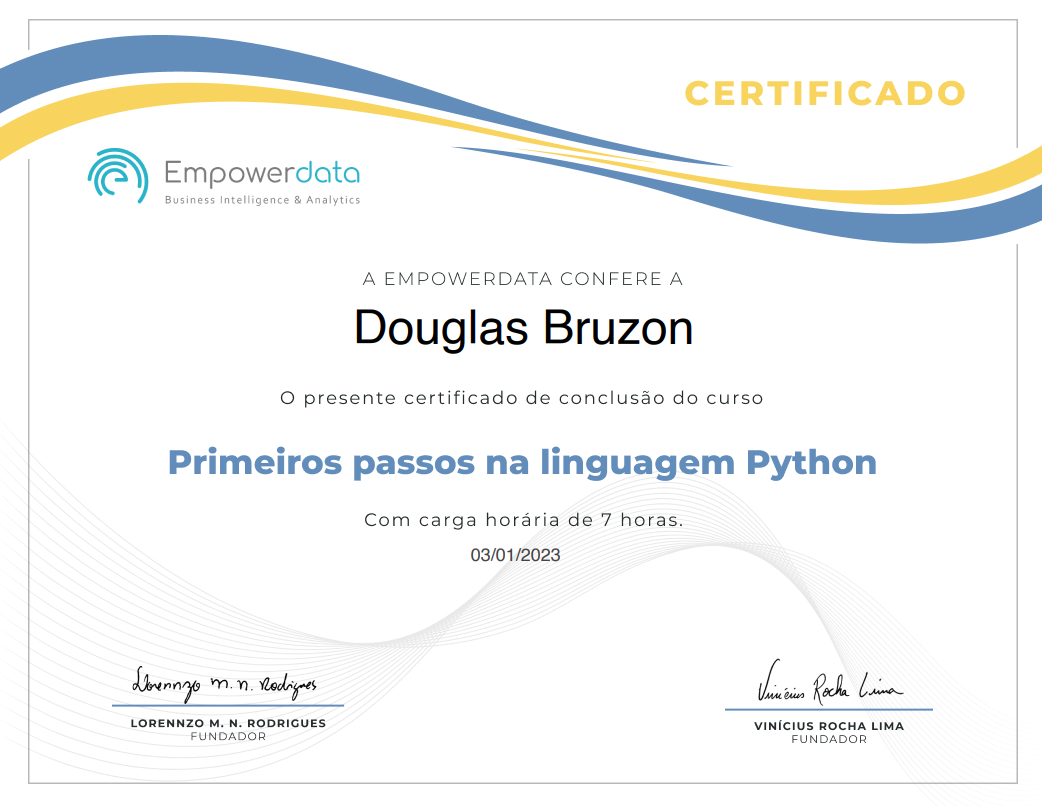 CERTIFICADO
Empowerdata
Business Intelligence & Analytics
A EMPOWERDATA CONFERE A
Douglas Bruzon
O presente certificado de conclusão do curso
Primeiros passos na linguagem Python
Com carga horária de 7 horas.
03/01/2023
Lorennzo M. N. Rodrigues
LORENNZO M. N. RODRIGUES
FUNDADOR
Vinícius Rocha Lima
VINÍCIUS ROCHA LIMA
FUNDADOR